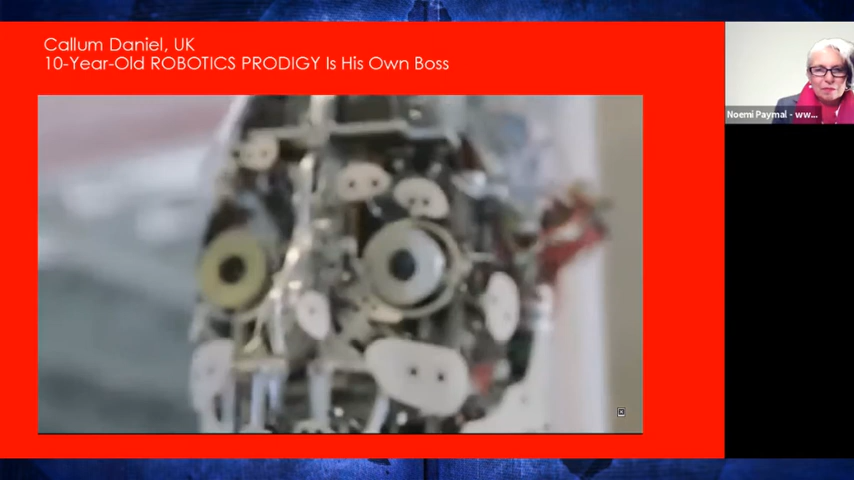 Callum Daniel, UK
10-Year-Old ROBOTICS PRODIGY Is His Own Boss
Noemi Paymal - ww...